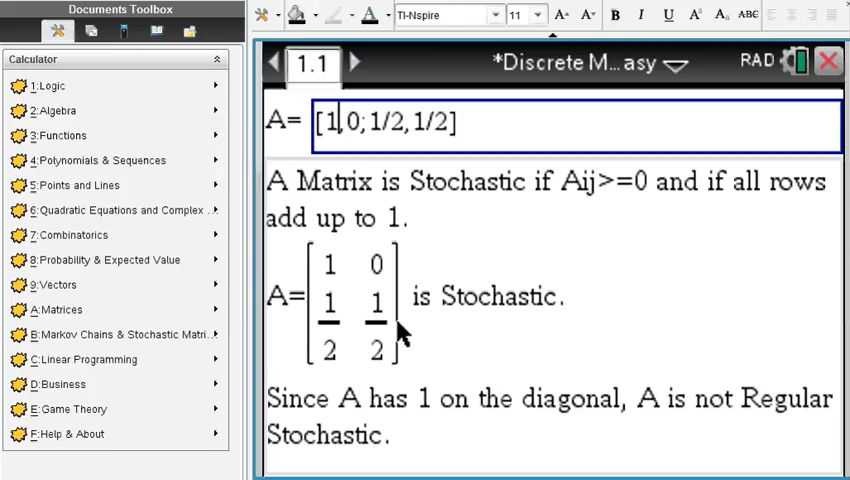 Documents Toolbox
TI-Nspire
11
A
A
B
I
U
A
A
ABC
Calculator
1:Logic
2:Algebra
3:Functions
4:Polynomials & Sequences
5:Points and Lines
6:Quadratic Equations and Complex ...
7:Combinatorics
8:Probability & Expected Value
9:Vectors
A:Matrices
B:Markov Chains & Stochastic Matri...
C:Linear Programming
D:Business
E:Game Theory
F:Help & About
1.1
*Discrete M...asy
RAD
A= [1,0;1/2,1/2]
A Matrix is Stochastic if Aij>=0 and if all rows
add up to 1.
A=[1 0; 1/2 1/2] is Stochastic.
Since A has 1 on the diagonal, A is not Regular
Stochastic.